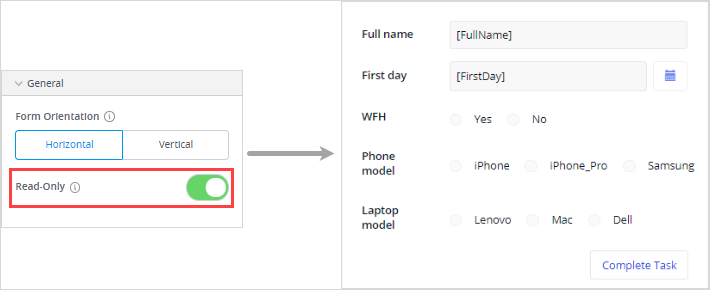 General
Form Orientation
Horizontal Vertical
Read-Only
Full name [FullName]
First day [FirstDay]
WFH Yes No
Phone
model iPhone iPhone_Pro Samsung
Laptop
model Lenovo Mac Dell
Complete Task